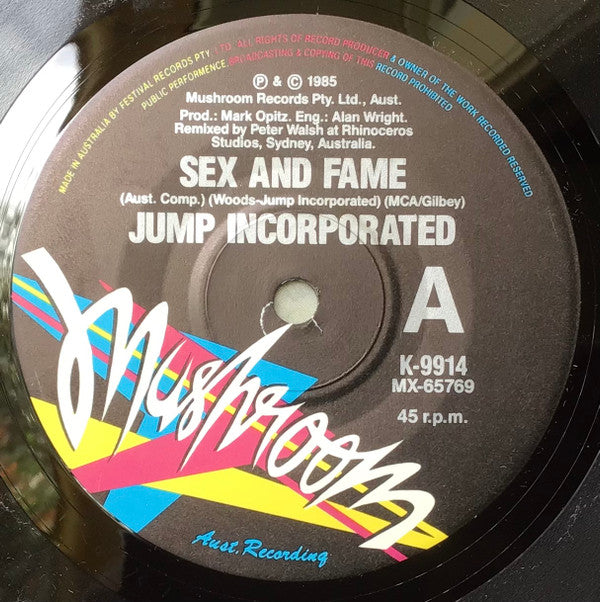 MADE IN AUSTRALIA BY FESTIVAL RECORDS PTY. LTD. ALL RIGHTS OF RECORD PRODUCER & OWNER OF THE WORK RECORDED RESERVED
PUBLIC PERFORMENCE, BROADCASTING & COPYING OF THIS RECORD PROHIBITED
Ⓟ & © 1985
Mushroom Records Pty. Ltd., Aust.
Prod.: Mark Opitz. Eng.: Alan Wright.
Remixed by Peter Walsh at Rhinoceros
Studios, Sydney, Australia.
SEX AND FAME
(Aust. Comp.) (Woods-Jump Incorporated) (MCA/Gilbey)
JUMP INCORPORATED
A
K-9914
MX-65769
45 r.p.m.
Mushroom
Aust. Recording